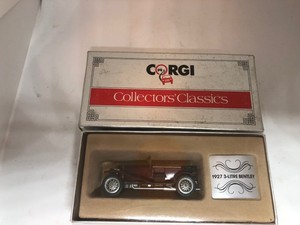 CORGI
Collectors' Classics
1927 3-LITRE BENTLEY